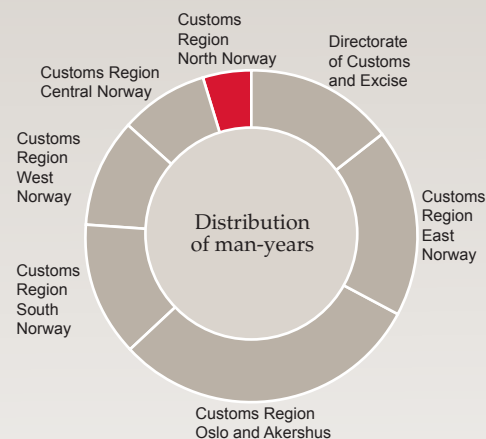 Customs
Region
North Norway
Directorate
of Customs
and Excise
Customs Region
Central Norway
Customs
Region
West
Norway
Customs
Region
East
Norway
Distribution
of man-years
Customs
Region
South
Norway
Customs Region
Oslo and Akershus